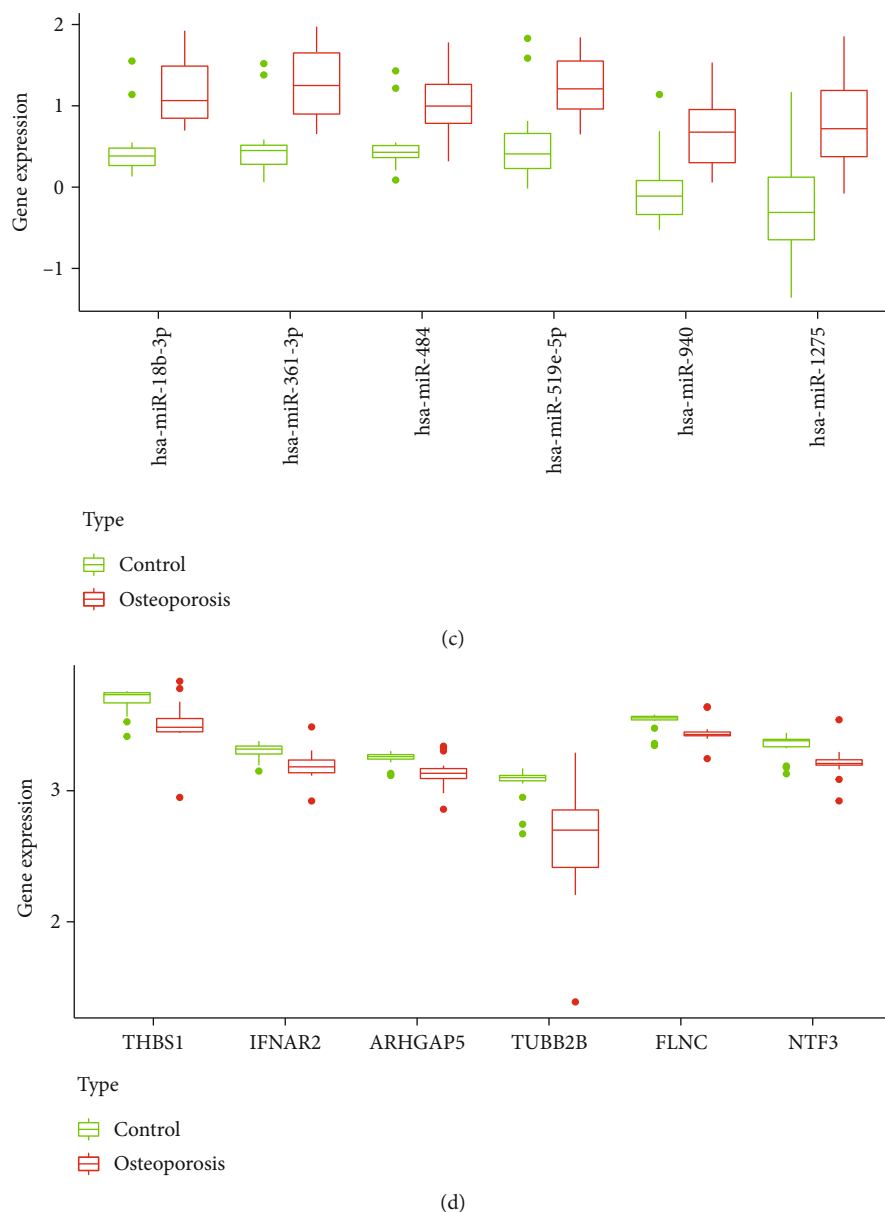 2
1
0
−1
Gene expression
hsa-miR-18b-3p
hsa-miR-361-3p
hsa-miR-484
hsa-miR-519e-5p
hsa-miR-940
hsa-miR-1275
Type
Control
Osteoporosis
(c)
3
2
Gene expression
THBS1 IFNAR2 ARHGAP5 TUBB2B FLNC NTF3
Type
Control
Osteoporosis
(d)